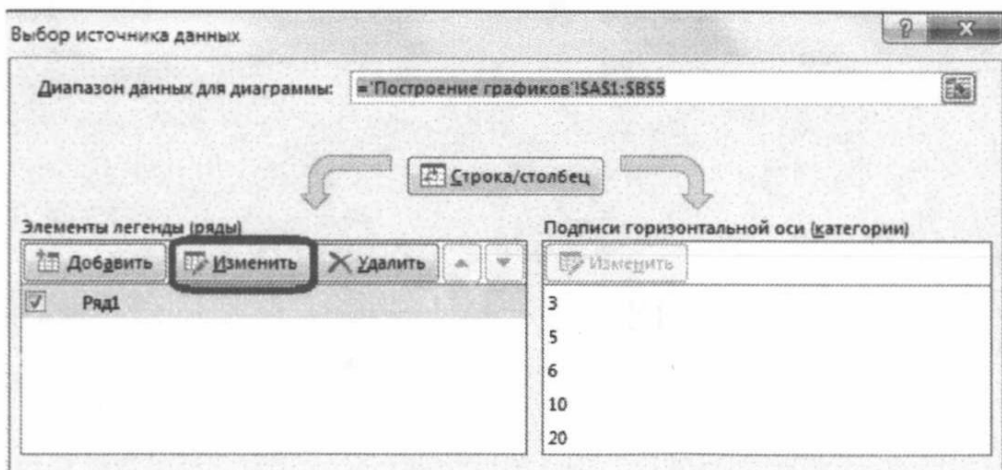 Выбор источника данных
Диапазон данных для диаграммы: ='Построение графиков'!$A$1:$B$5
Строка/столбец
Элементы легенды (ряды)
Подписи горизонтальной оси (категории)
Добавить Изменить Удалить
Изменить
Ряд1
3
5
6
10
20